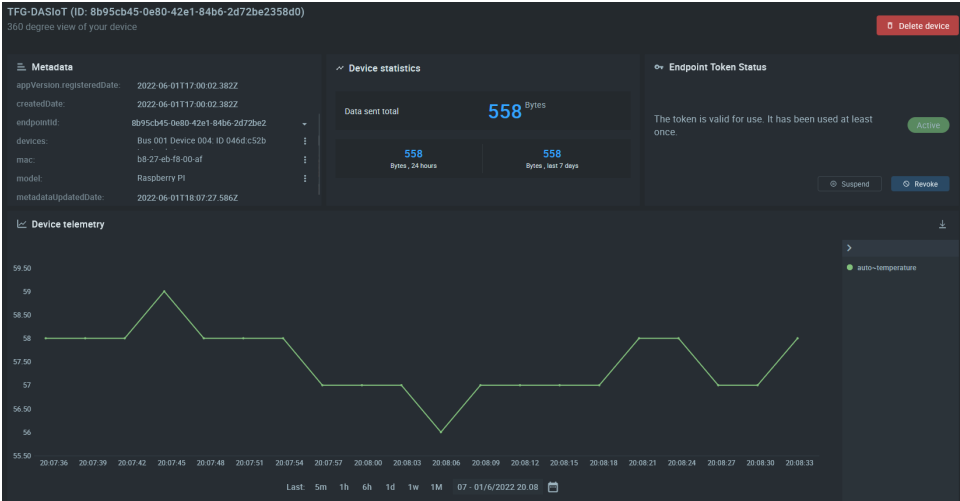 TFG-DASIoT (ID: 8b95cb45-0e80-42e1-84b6-2d72be2358d0)
360 degree view of your device
Delete device
Metadata
appVersion.registeredDate: 2022-06-01T17:00:02.382Z
createdDate: 2022-06-01T17:00:02.382Z
endpointId: 8b95cb45-0e80-42e1-84b6-2d72be2
devices: Bus 001 Device 004. ID 046d:c52b
mac: b8-27-eb-f8-00-af
model: Raspberry PI
metadataUpdatedDate: 2022-06-01T18:07:27.586Z
Device statistics
Data sent total 558 Bytes
558 558
Bytes , 24 hours Bytes , last 7 days
Endpoint Token Status
The token is valid for use. It has been used at least
once.
Active
Suspend Revoke
Device telemetry
auto~temperature
59.50
59
58.50
58
57.50
57
56.50
56
55.50
20:07:36 20:07:39 20:07:42 20:07:45 20:07:48 20:07:51 20:07:54 20:07:57 20:08:00 20:08:03 20:08:06 20:08:09 20:08:12 20:08:15 20:08:18 20:08:21 20:08:24 20:08:27 20:08:30 20:08:33
Last: 5m 1h 6h 1d 1w 1M 07 - 01/6/2022 20.08